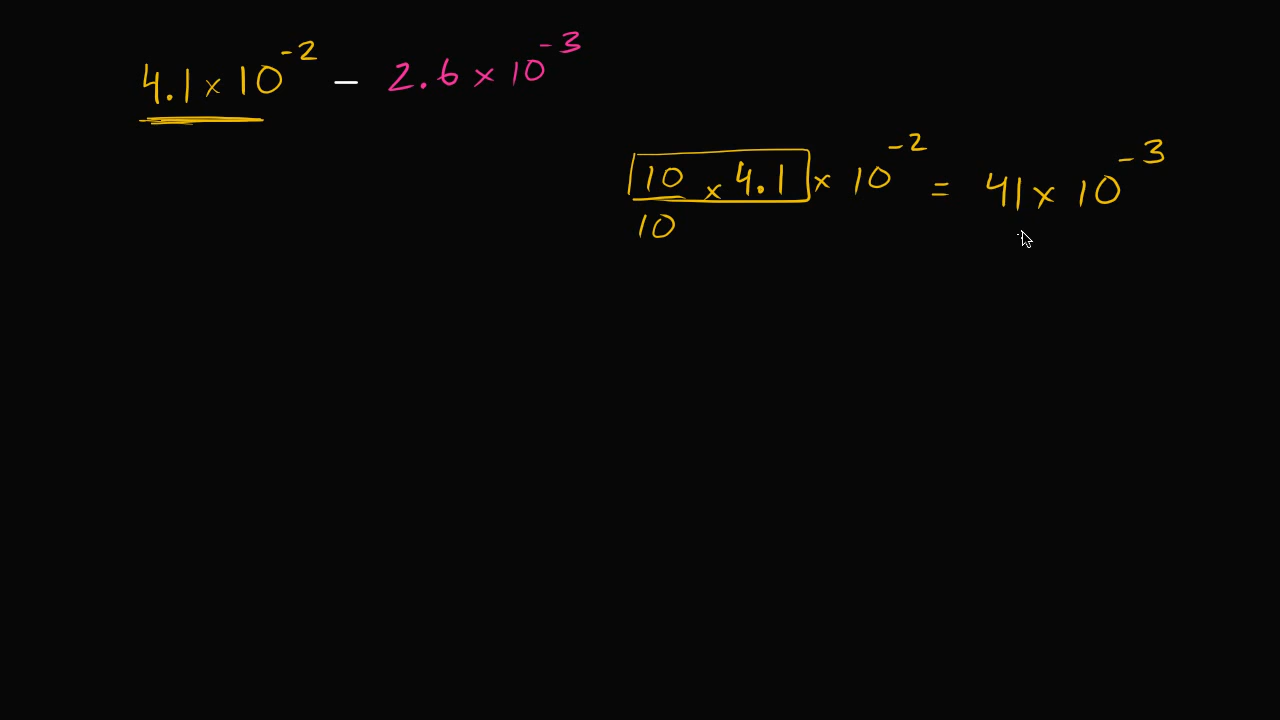 4.1 × 10⁻² − 2.6 × 10⁻³
10/10 × 4.1 × 10⁻² = 41 × 10⁻³